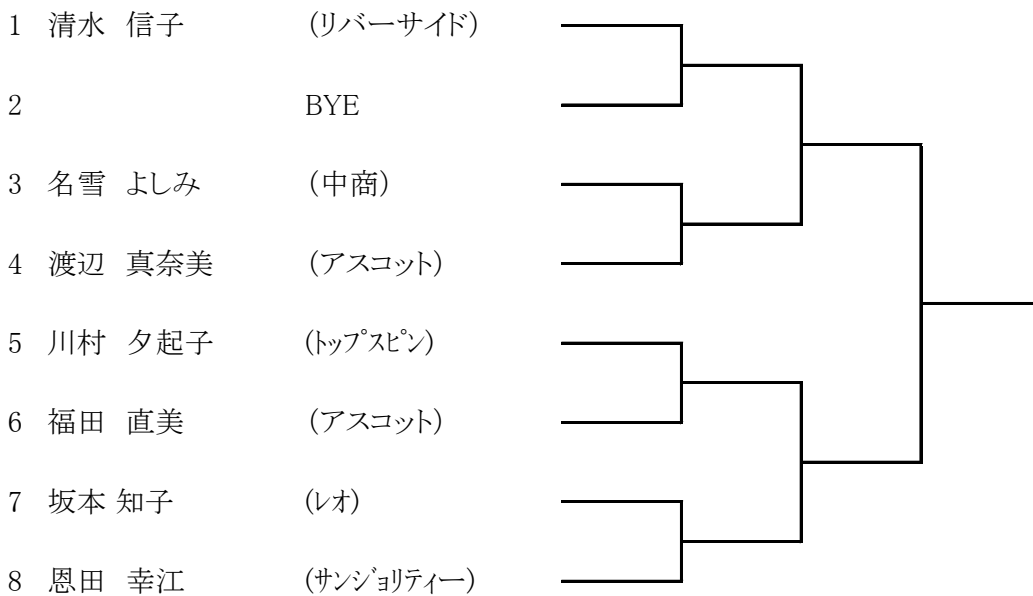 1 清水 信子 (リバーサイド)
2 BYE
3 名雪 よしみ (中商)
4 渡辺 真奈美 (アスコット)
5 川村 夕起子 (ﾄｯﾌﾟｽﾋﾟﾝ)
6 福田 直美 (アスコット)
7 坂本 知子 (ﾚｵ)
8 恩田 幸江 (ｻﾝｼﾞｮﾘﾃｨｰ)